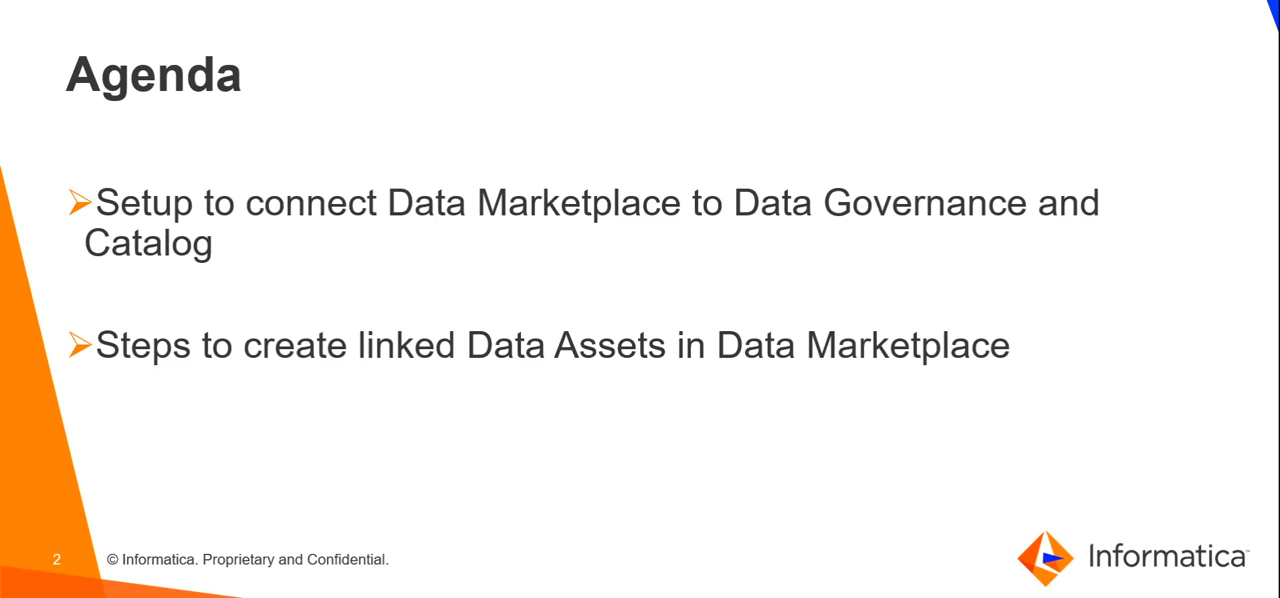 Agenda
Setup to connect Data Marketplace to Data Governance and
Catalog
Steps to create linked Data Assets in Data Marketplace
2
© Informatica. Proprietary and Confidential.
Informatica™